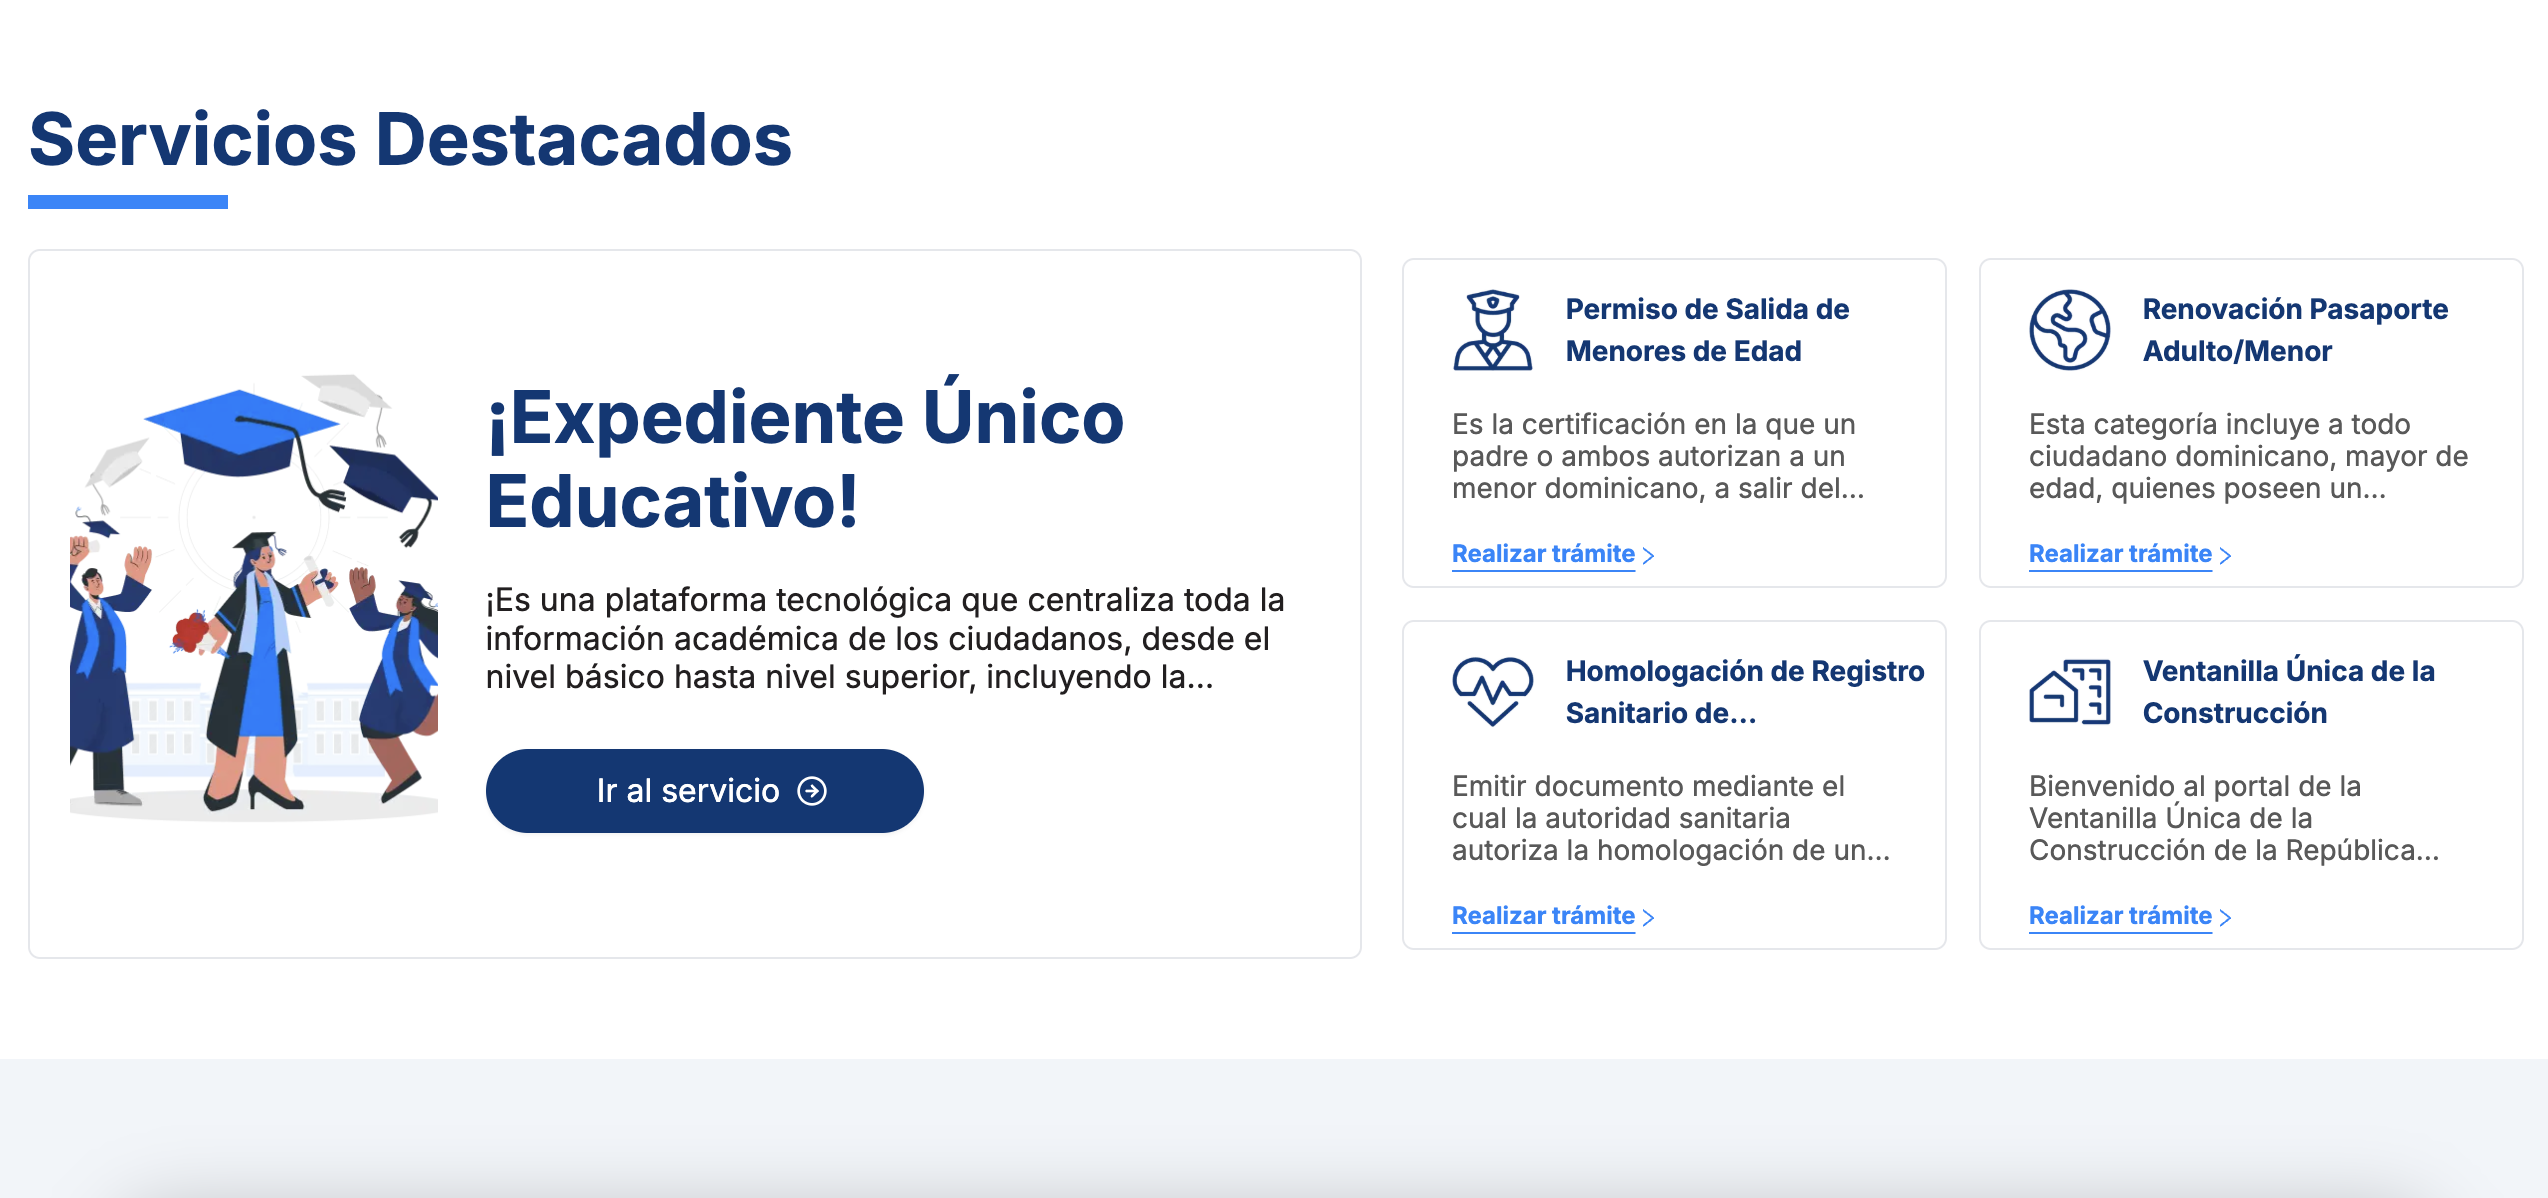 Servicios Destacados
¡Expediente Único
Educativo!
¡Es una plataforma tecnológica que centraliza toda la
información académica de los ciudadanos, desde el
nivel básico hasta nivel superior, incluyendo la...
Ir al servicio
Permiso de Salida de
Menores de Edad
Es la certificación en la que un
padre o ambos autorizan a un
menor dominicano, a salir del...
Realizar trámite
Renovación Pasaporte
Adulto/Menor
Esta categoría incluye a todo
ciudadano dominicano, mayor de
edad, quienes poseen un...
Realizar trámite
Homologación de Registro
Sanitario de...
Emitir documento mediante el
cual la autoridad sanitaria
autoriza la homologación de un...
Realizar trámite
Ventanilla Única de la
Construcción
Bienvenido al portal de la
Ventanilla Única de la
Construcción de la República...
Realizar trámite